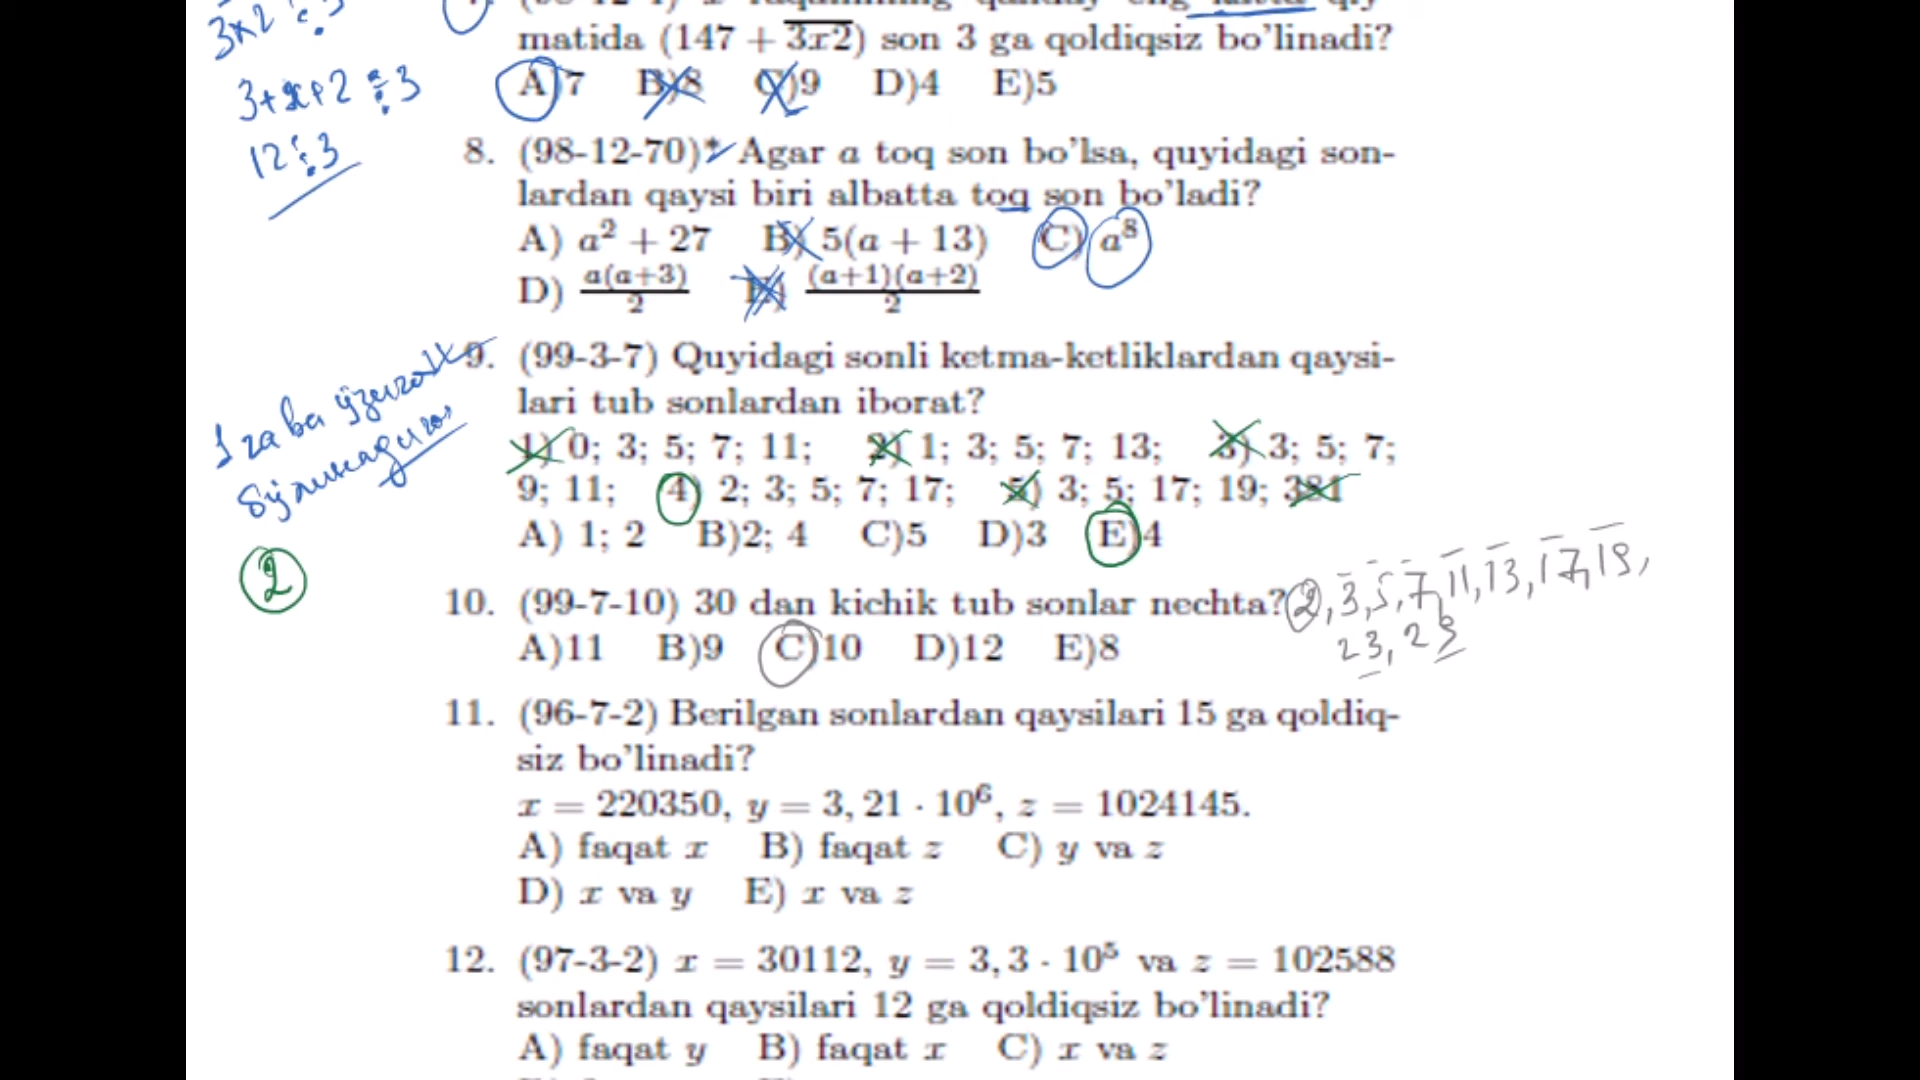 matida (147 + 3x2) son 3 ga qoldiqsiz bo'linadi?
A)7 B)8 C)9 D)4 E)5
3x2 ⋮ 3
3+x+2 ⋮ 3
12 ⋮ 3
8. (98-12-70)* Agar a toq son bo'lsa, quyidagi son-
lardan qaysi biri albatta toq son bo'ladi?
A) a² + 27 B) 5(a + 13) C) a⁸
D) a(a+3)/2 E) (a+1)(a+2)/2
9. (99-3-7) Quyidagi sonli ketma-ketliklardan qaysi-
lari tub sonlardan iborat?
1) 0; 3; 5; 7; 11; 2) 1; 3; 5; 7; 13; 3) 3; 5; 7;
9; 11; 4) 2; 3; 5; 7; 17; 5) 3; 5; 17; 19; 381
A) 1; 2 B)2; 4 C)5 D)3 E)4
1 га ва
2
10. (99-7-10) 30 dan kichik tub sonlar nechta? 2, 3, 5, 7, 11, 13, 17, 19,
23, 29
A)11 B)9 C)10 D)12 E)8
11. (96-7-2) Berilgan sonlardan qaysilari 15 ga qoldiq-
siz bo'linadi?
x = 220350, y = 3, 21 · 10⁶, z = 1024145.
A) faqat x B) faqat z C) y va z
D) x va y E) x va z
12. (97-3-2) x = 30112, y = 3, 3 · 10⁵ va z = 102588
sonlardan qaysilari 12 ga qoldiqsiz bo'linadi?
A) faqat y B) faqat x C) x va z